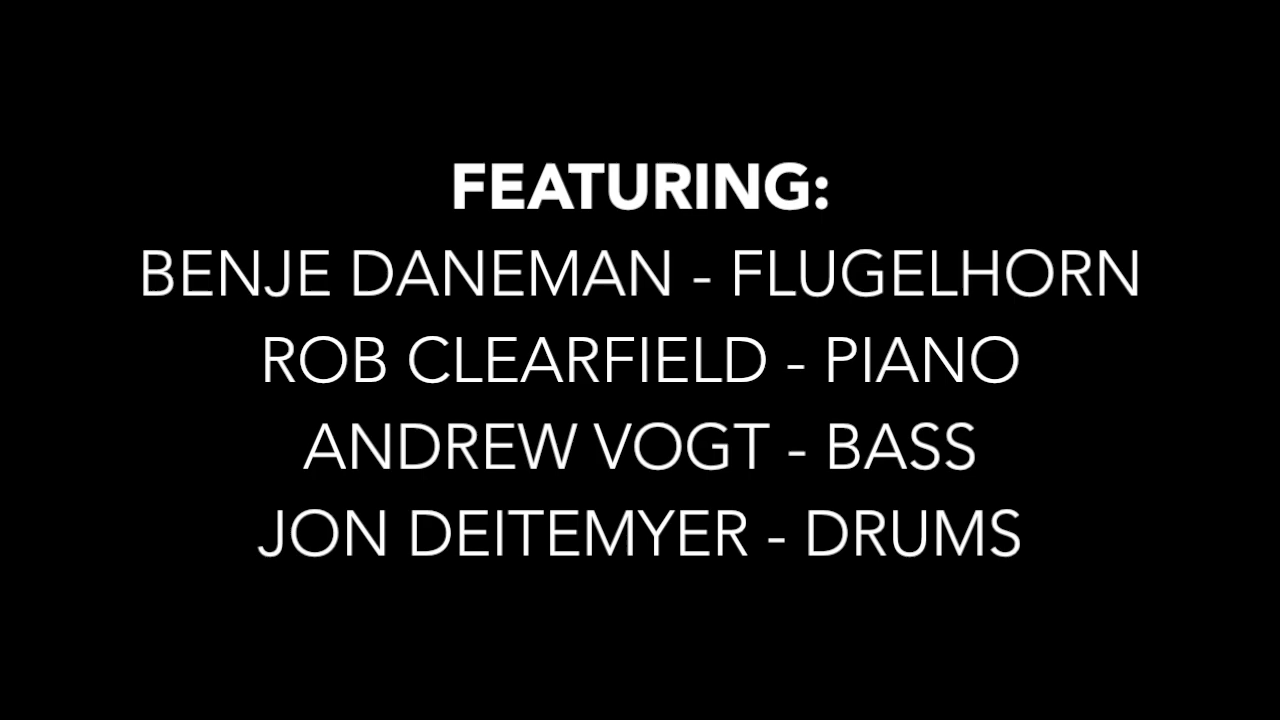 FEATURING:
BENJE DANEMAN - FLUGELHORN
ROB CLEARFIELD - PIANO
ANDREW VOGT - BASS
JON DEITEMYER - DRUMS